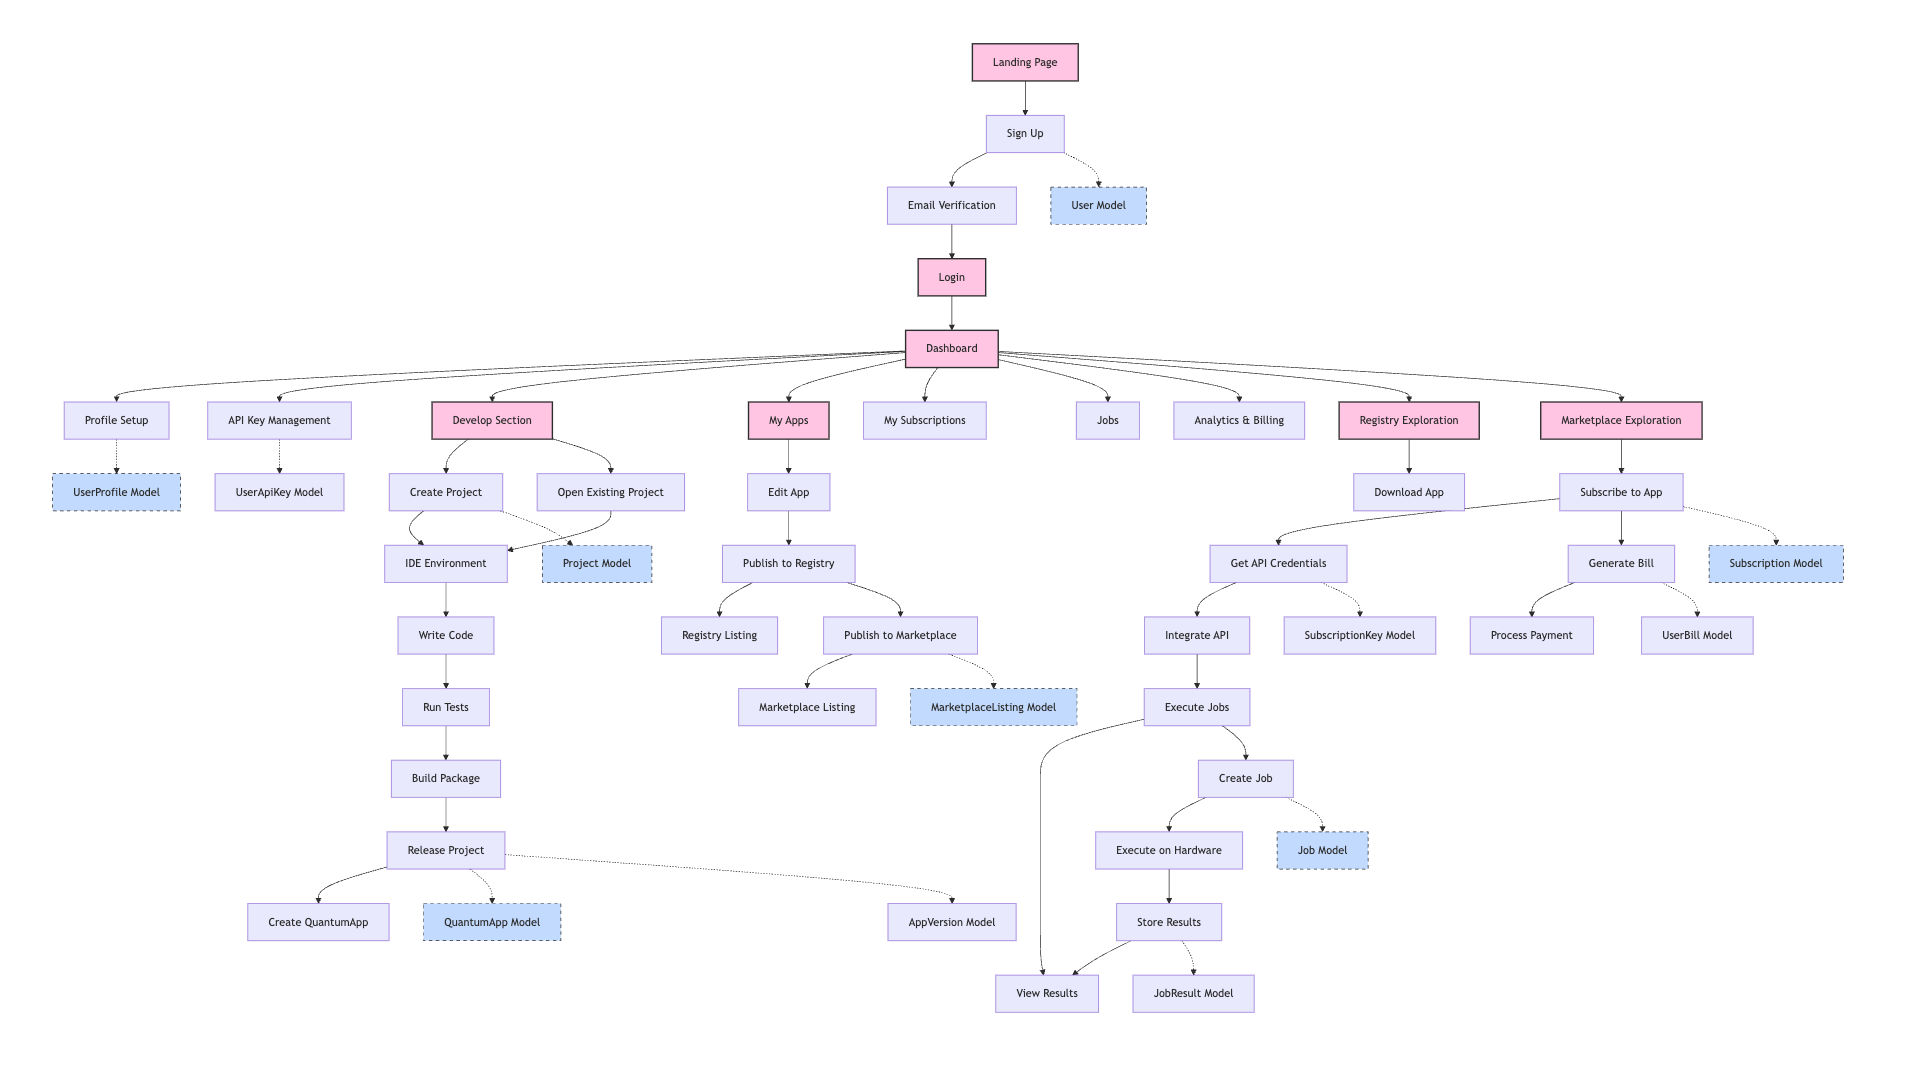 Landing Page
Sign Up
Email Verification
User Model
Login
Dashboard
Profile Setup
API Key Management
Develop Section
My Apps
My Subscriptions
Jobs
Analytics & Billing
Registry Exploration
Marketplace Exploration
UserProfile Model
UserApiKey Model
Create Project
Open Existing Project
Edit App
Download App
Subscribe to App
IDE Environment
Project Model
Publish to Registry
Get API Credentials
Generate Bill
Subscription Model
Write Code
Registry Listing
Publish to Marketplace
Integrate API
SubscriptionKey Model
Process Payment
UserBill Model
Run Tests
Marketplace Listing
MarketplaceListing Model
Execute Jobs
Build Package
Create Job
Release Project
Execute on Hardware
Job Model
Create QuantumApp
QuantumApp Model
AppVersion Model
Store Results
View Results
JobResult Model